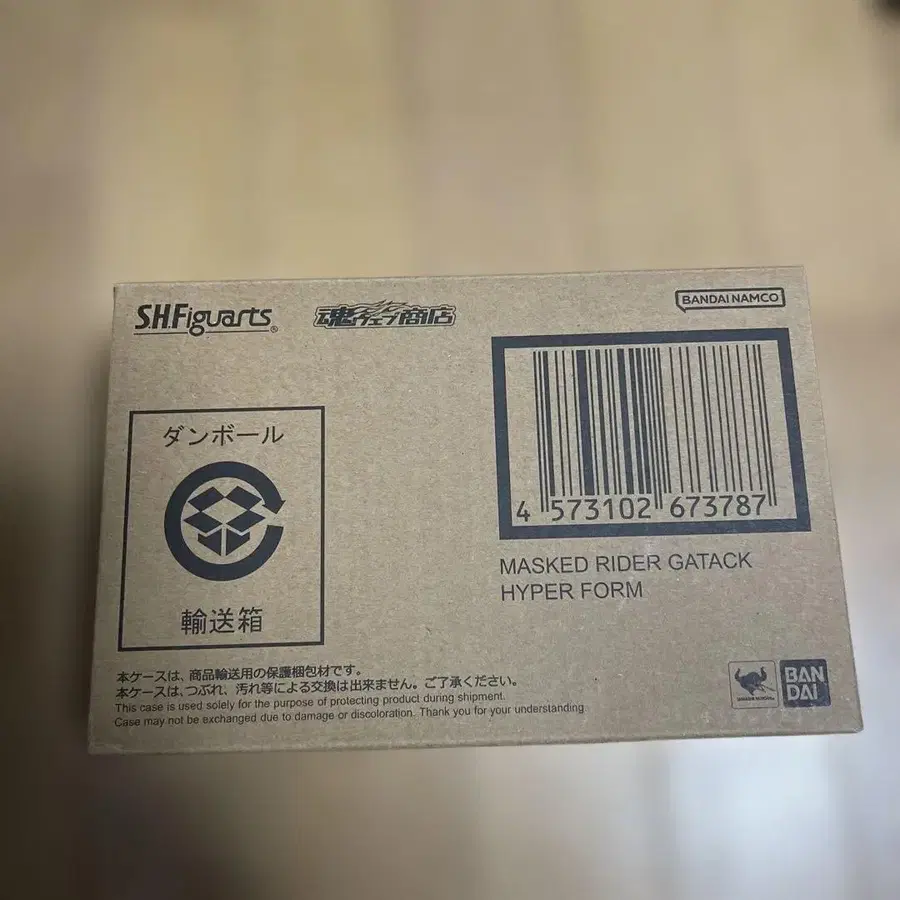 S.H.Figuarts®
魂ウェブ商店
BANDAI NAMCO
ダンボール
輸送箱
4 573102 673787
MASKED RIDER GATACK
HYPER FORM
本ケースは、商品輸送用の保護梱包材です。
本ケースは、つぶれ、汚れ等による交換は出来ません。ご了承ください。
This case is used solely for the purpose of protecting product during shipment.
Case may not be exchanged due to damage or discoloration. Thank you for your understanding.
BAN
DAI